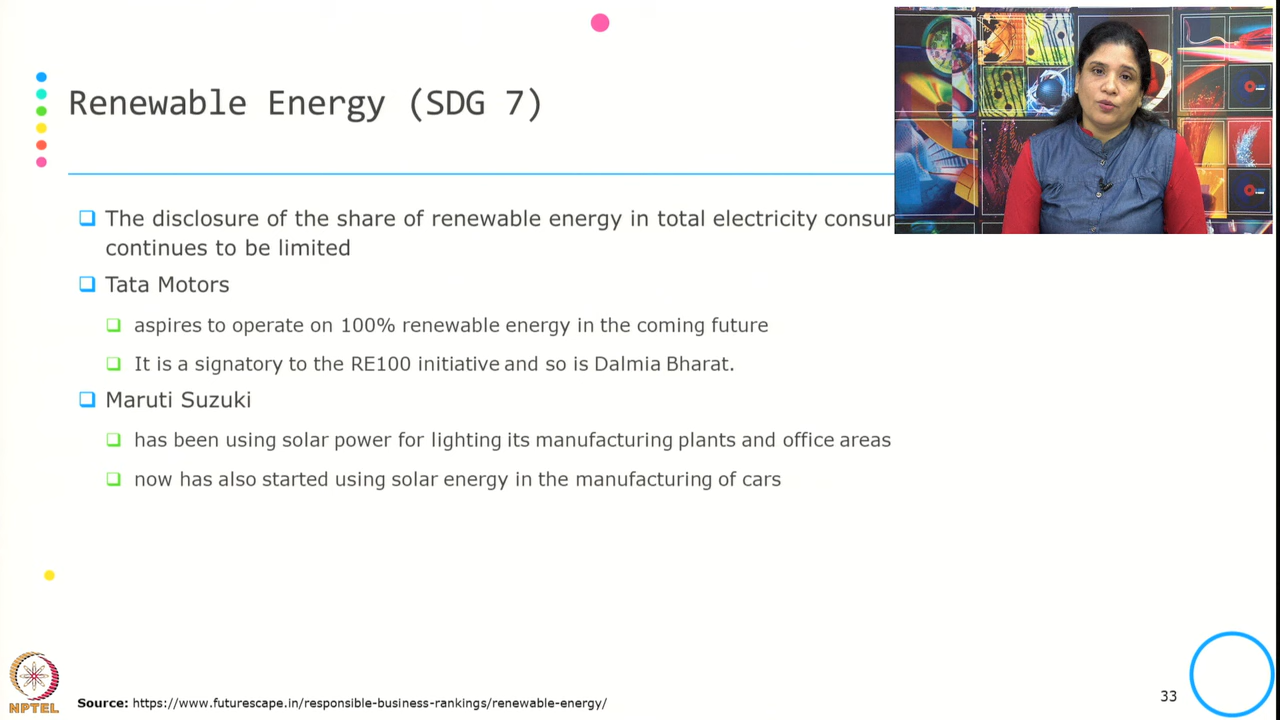 Renewable Energy (SDG 7)
The disclosure of the share of renewable energy in total electricity
continues to be limited
Tata Motors
aspires to operate on 100% renewable energy in the coming future
It is a signatory to the RE100 initiative and so is Dalmia Bharat.
Maruti Suzuki
has been using solar power for lighting its manufacturing plants and office areas
now has also started using solar energy in the manufacturing of cars
NPTEL
Source: https://www.futurescape.in/responsible-business-rankings/renewable-energy/
33